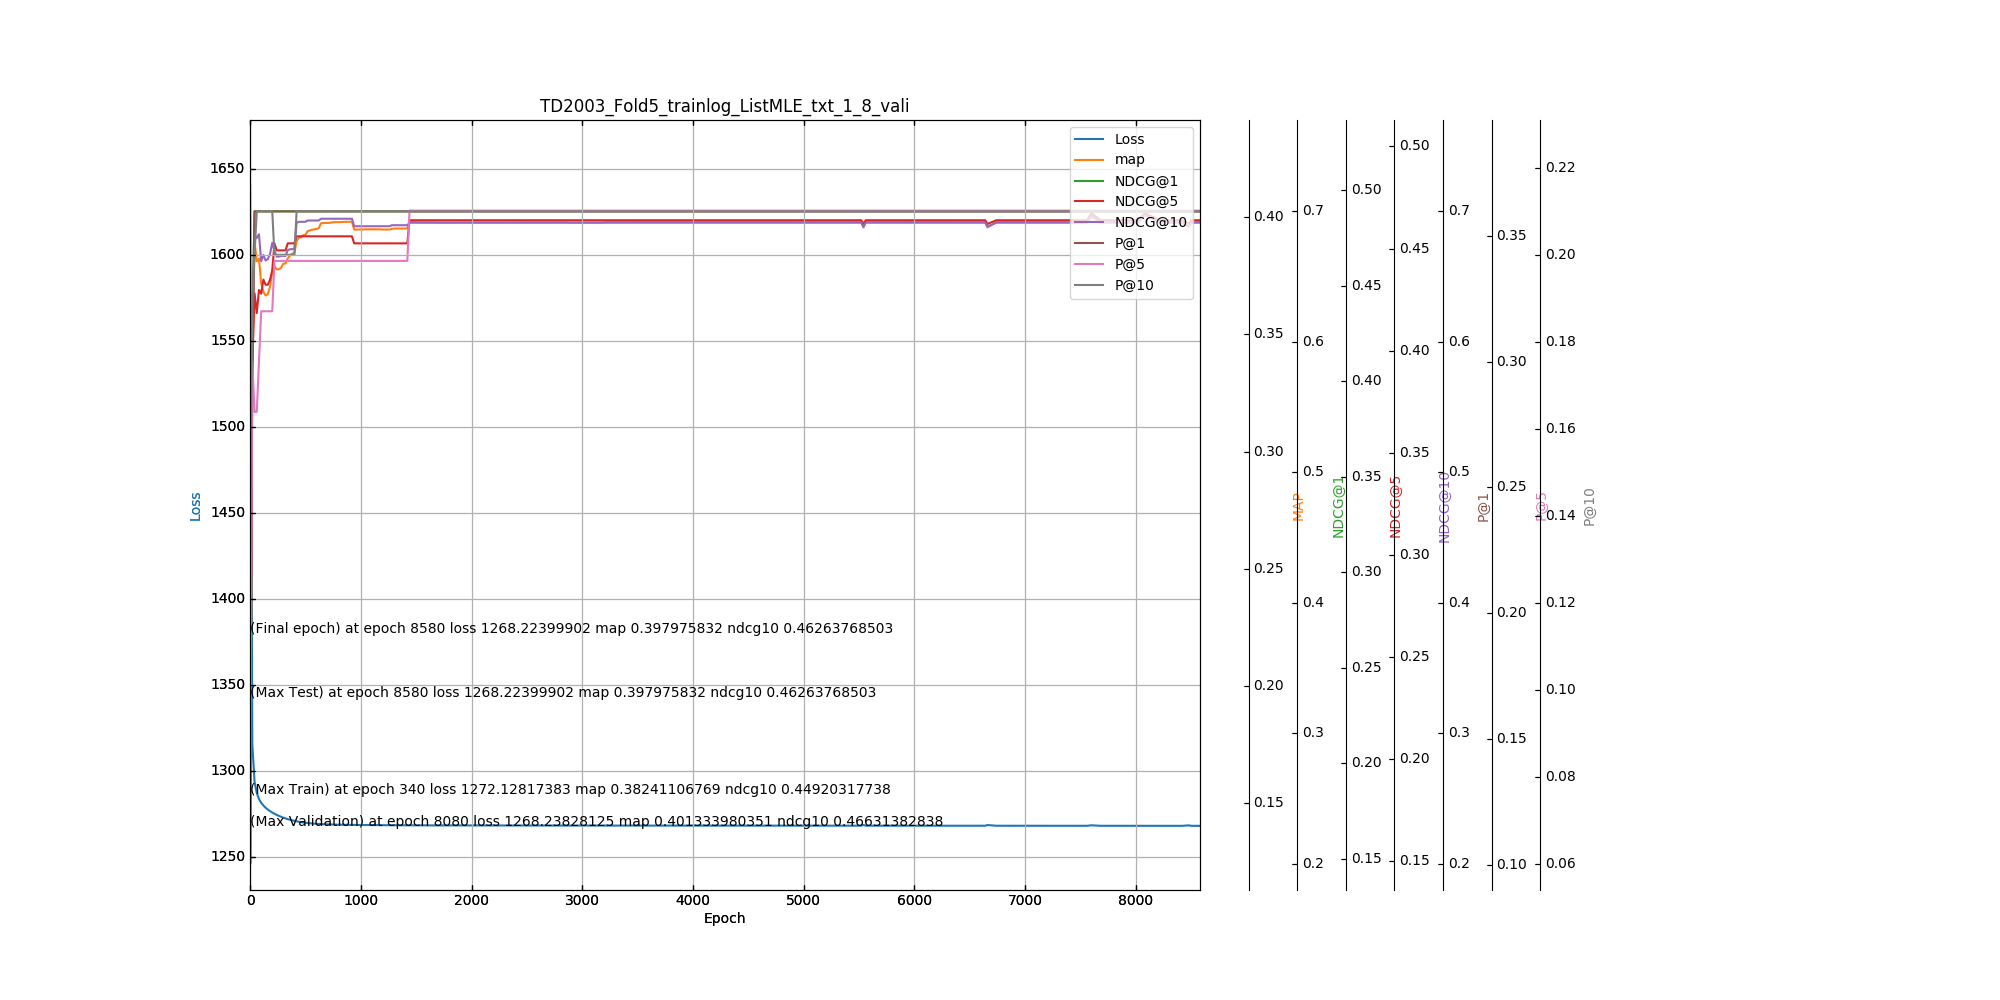 TD2003_Fold5_trainlog_ListMLE_txt_1_8_vali
Loss
map
NDCG@1
NDCG@5
NDCG@10
P@1
P@5
P@10
1650
1600
1550
1500
1450
1400
1350
1300
1250
Loss
(Final epoch) at epoch 8580 loss 1268.22399902 map 0.397975832 ndcg10 0.46263768503
(Max Test) at epoch 8580 loss 1268.22399902 map 0.397975832 ndcg10 0.46263768503
(Max Train) at epoch 340 loss 1272.12817383 map 0.38241106769 ndcg10 0.44920317738
(Max Validation) at epoch 8080 loss 1268.23828125 map 0.401333980351 ndcg10 0.46631382838
0 1000 2000 3000 4000 5000 6000 7000 8000
Epoch
0.40
0.35
0.30
0.25
0.20
0.15
MAP
0.7
0.6
0.5
0.4
0.3
0.2
NDCG@1
0.50
0.45
0.40
0.35
0.30
0.25
0.20
0.15
NDCG@5
0.50
0.45
0.40
0.35
0.30
0.25
0.20
0.15
NDCG@10
0.7
0.6
0.5
0.4
0.3
0.2
P@1
0.35
0.30
0.25
0.20
0.15
0.10
P@5
0.22
0.20
0.18
0.16
0.14
0.12
0.10
0.08
0.06
P@10